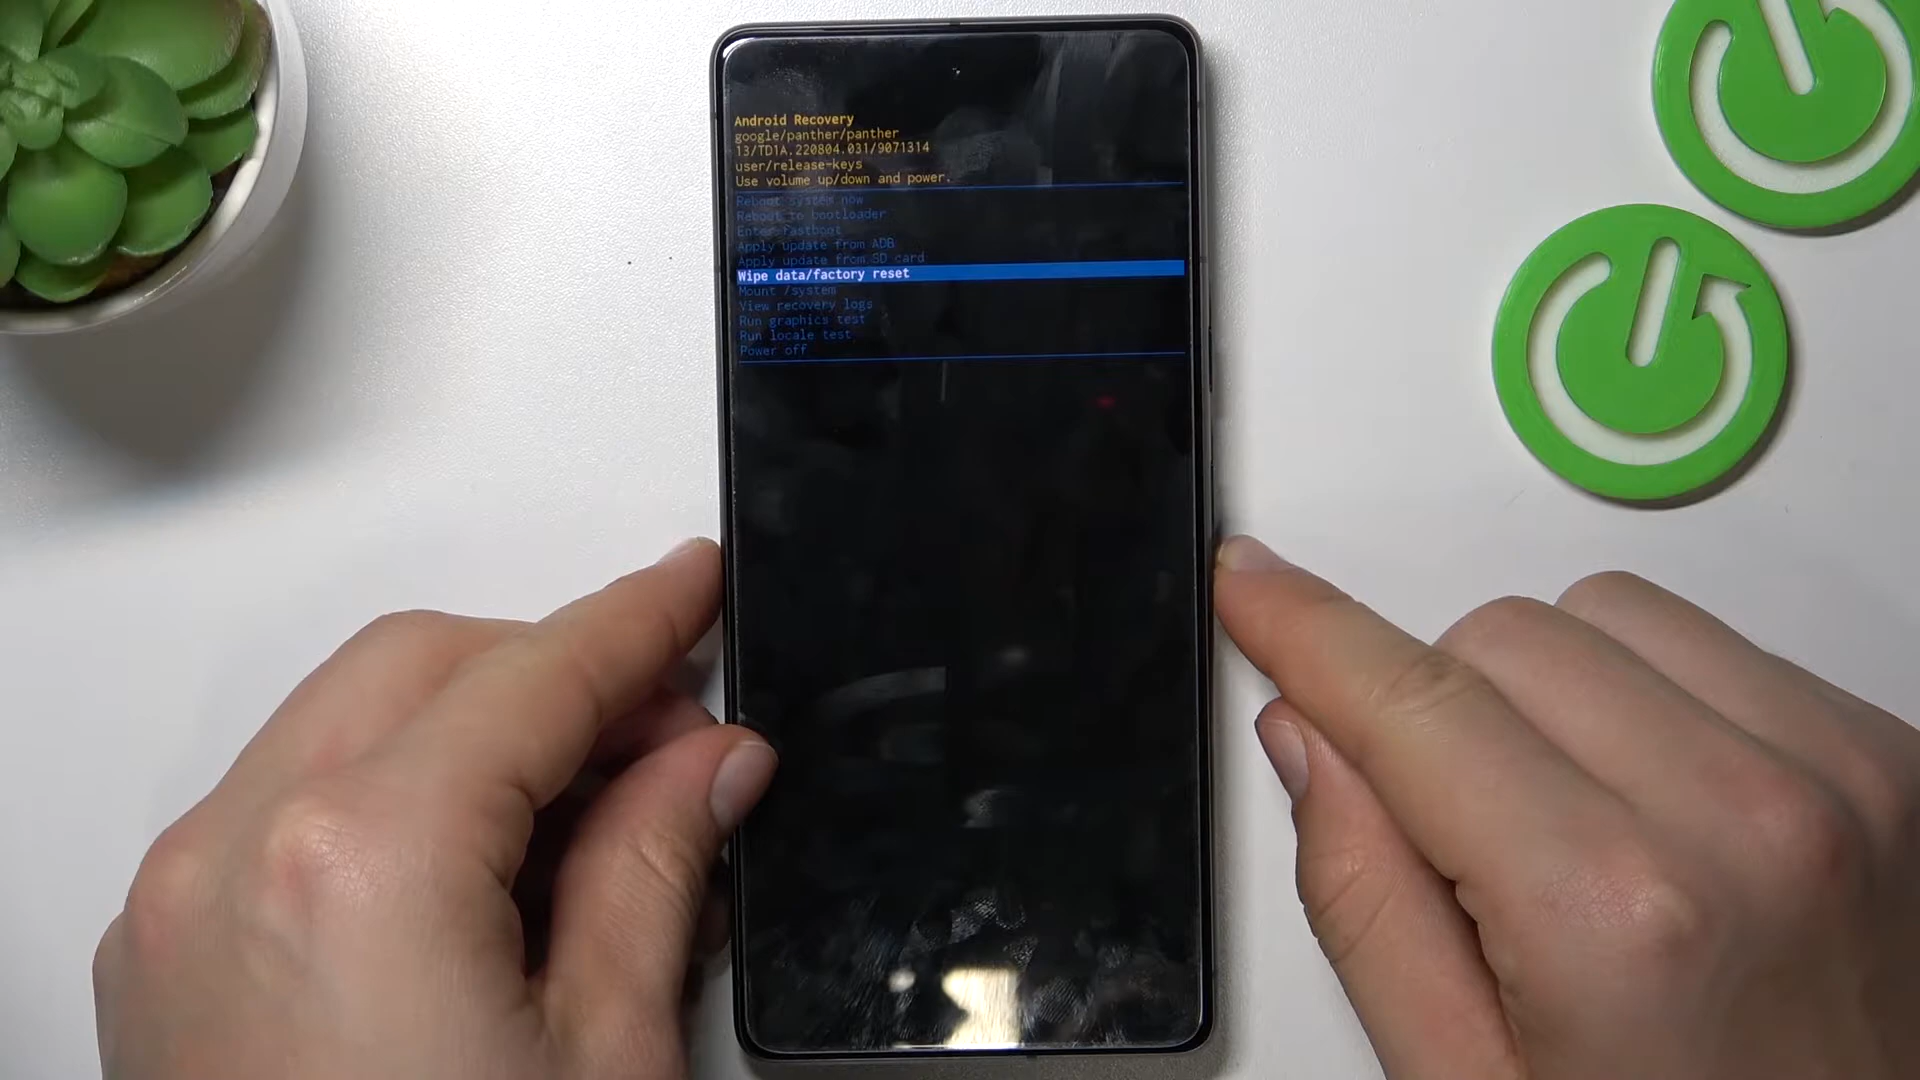 Android Recovery
google/panther/panther
13/TD1A.220804.031/9071314
user/release-keys
Use volume up/down and power.
Reboot system now
Reboot to bootloader
Enter fastboot
Apply update from ADB
Apply update from SD card
Wipe data/factory reset
Mount /system
View recovery logs
Run graphics test
Run locale test
Power off